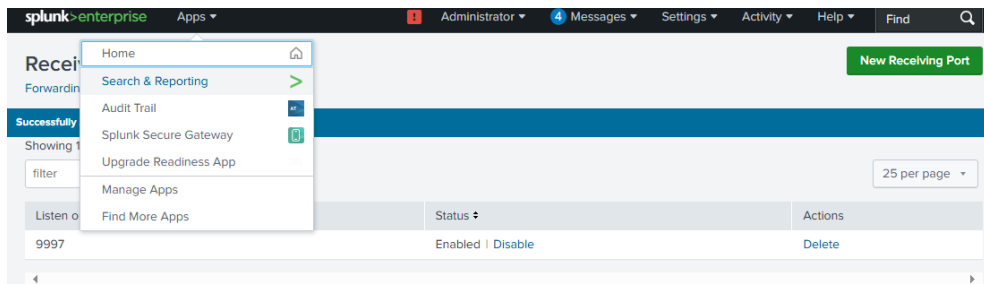 splunk>enterprise Apps ▾ ! Administrator ▾ 4 Messages ▾ Settings ▾ Activity ▾ Help ▾ Find
Home
Recei
New Receiving Port
Search & Reporting
Forwardin
Audit Trail
Successfully
Splunk Secure Gateway
Showing 1
Upgrade Readiness App
filter
25 per page
Manage Apps
Find More Apps
Listen o Status Actions
9997 Enabled | Disable Delete